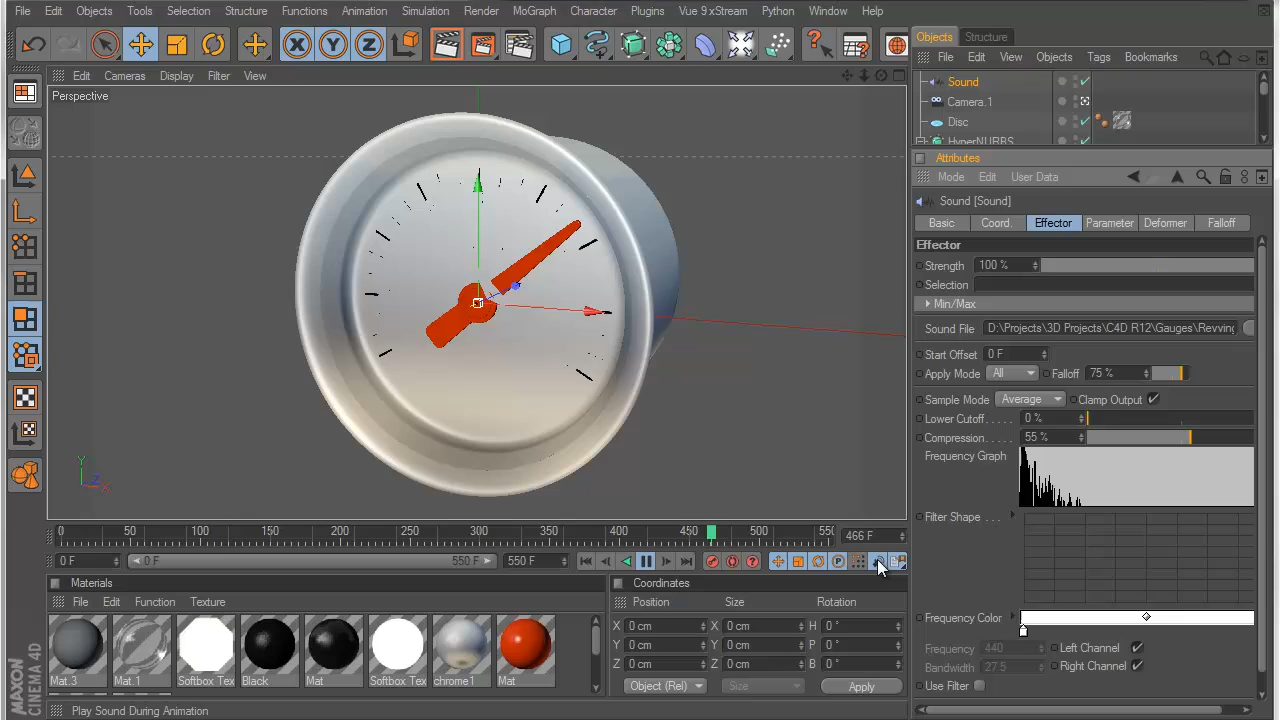 File Edit Objects Tools Selection Structure Functions Animation Simulation Render MoGraph Character Plugins Vue 9 xStream Python Window Help
Objects Structure
File Edit View Objects Tags Bookmarks
Edit Cameras Display Filter View
Perspective
Sound
Camera.1
Disc
HyperNURBS
Attributes
Mode Edit User Data
Sound [Sound]
Basic Coord. Effector Parameter Deformer Falloff
Effector
Strength 100 %
Selection
Min/Max
Sound File D:\Projects\3D Projects\C4D R12\Gauges\Revving
Start Offset 0 F
Apply Mode All Falloff 75 %
Sample Mode Average Clamp Output
Lower Cutoff . . . . . 0 %
Compression. . . . . 55 %
Frequency Graph
Filter Shape . . .
Frequency Color
Frequency 440 Left Channel
Bandwidth 27.5 Right Channel
Use Filter
X Y Z
Y Z X
0 50 100 150 200 250 300 350 400 450 500 55
466 F
0 F 0 F 550 F 550 F
Materials
File Edit Function Texture
Mat.3 Mat.1 Softbox Tex Black Mat Softbox Tex chrome1 Mat
Coordinates
Position Size Rotation
X 0 cm X 0 cm H 0 °
Y 0 cm Y 0 cm P 0 °
Z 0 cm Z 0 cm B 0 °
Object (Rel) Size Apply
MAXON
CINEMA 4D
Play Sound During Animation